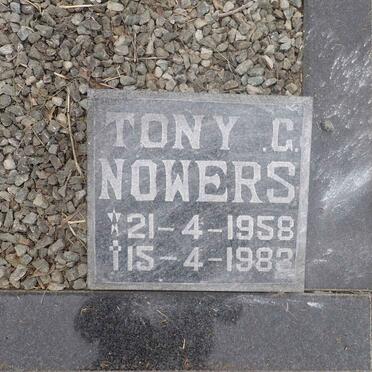 TONY .G.
NOWERS
* 21-4-1958
† 15-4-1982